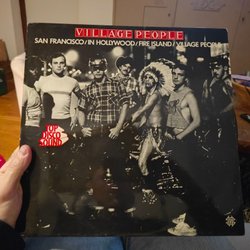 VILLAGE PEOPLE
SAN FRANCISCO/IN HOLLYWOOD/FIRE ISLAND/VILLAGE PEOPLE
TOP
DISCO
SOUND